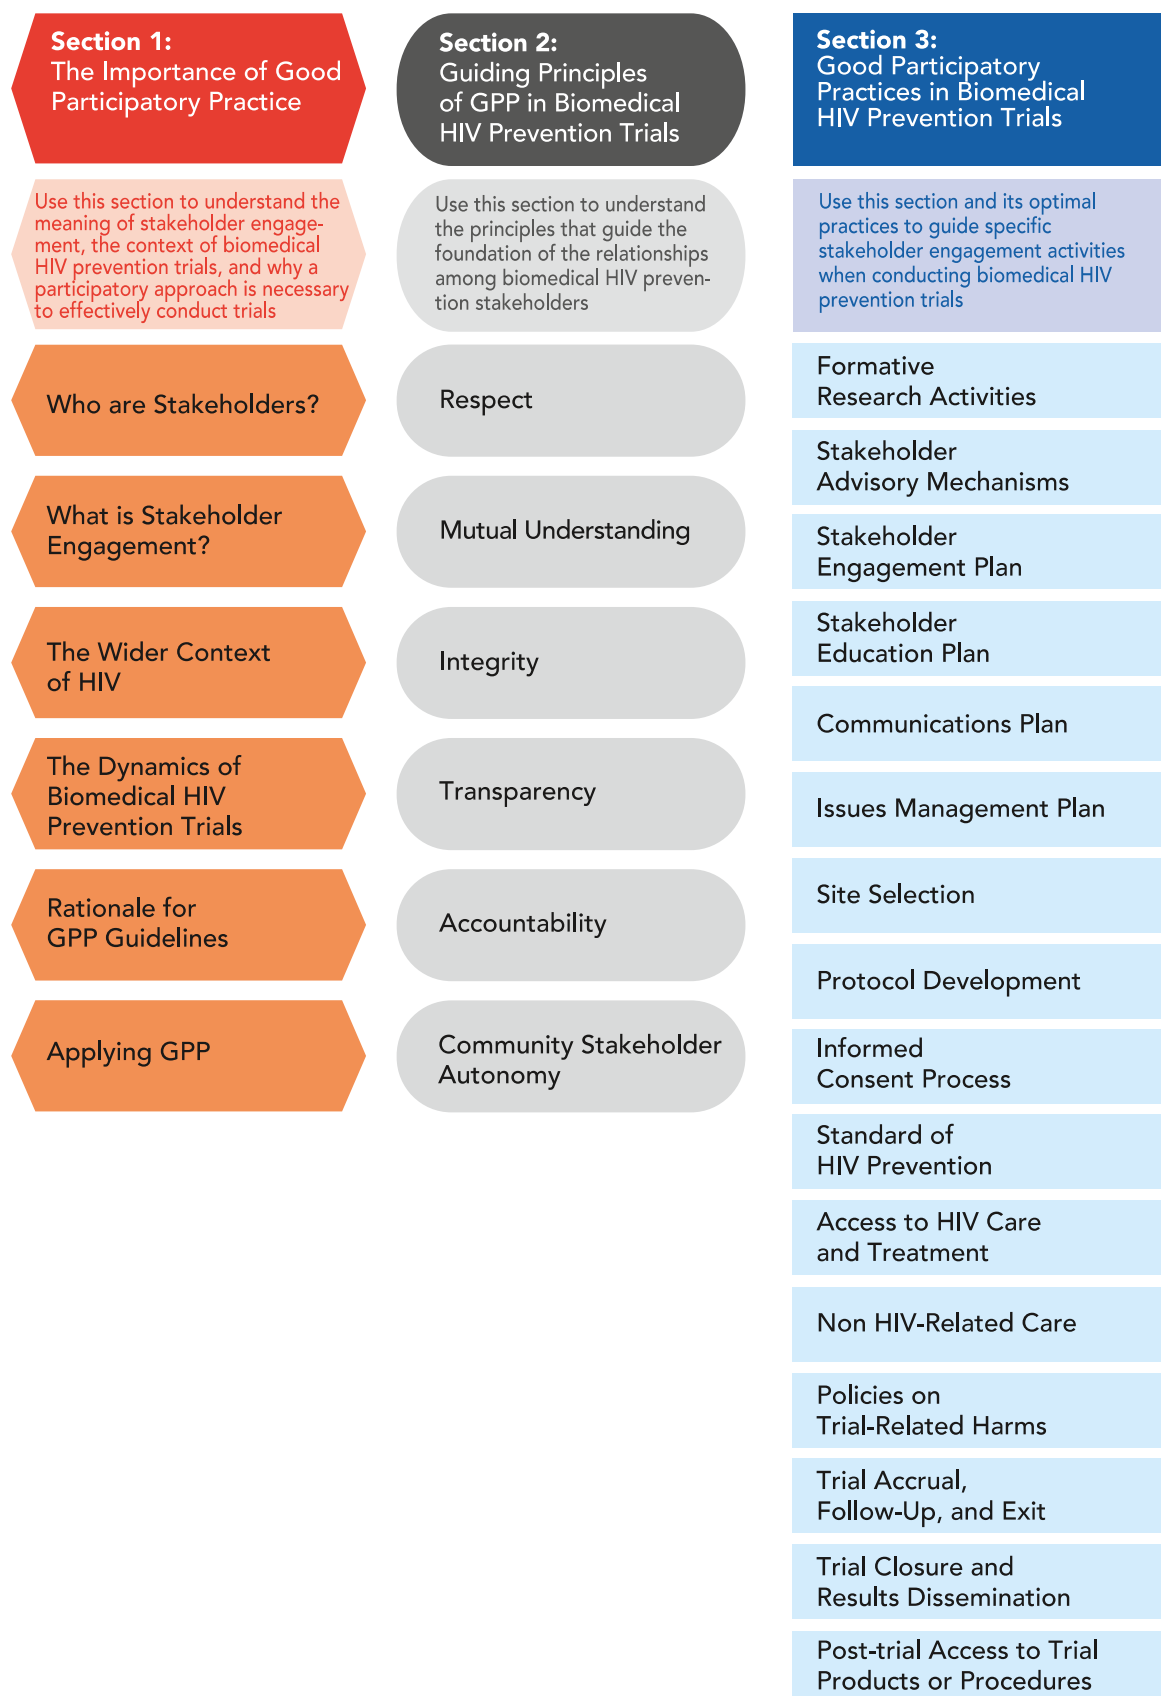 Section 1:
The Importance of Good
Participatory Practice
Use this section to understand the
meaning of stakeholder engage-
ment, the context of biomedical
HIV prevention trials, and why a
participatory approach is necessary
to effectively conduct trials
Who are Stakeholders?
What is Stakeholder
Engagement?
The Wider Context
of HIV
The Dynamics of
Biomedical HIV
Prevention Trials
Rationale for
GPP Guidelines
Applying GPP
Section 2:
Guiding Principles
of GPP in Biomedical
HIV Prevention Trials
Use this section to understand
the principles that guide the
foundation of the relationships
among biomedical HIV preven-
tion stakeholders
Respect
Mutual Understanding
Integrity
Transparency
Accountability
Community Stakeholder
Autonomy
Section 3:
Good Participatory
Practices in Biomedical
HIV Prevention Trials
Use this section and its optimal
practices to guide specific
stakeholder engagement activities
when conducting biomedical HIV
prevention trials
Formative
Research Activities
Stakeholder
Advisory Mechanisms
Stakeholder
Engagement Plan
Stakeholder
Education Plan
Communications Plan
Issues Management Plan
Site Selection
Protocol Development
Informed
Consent Process
Standard of
HIV Prevention
Access to HIV Care
and Treatment
Non HIV-Related Care
Policies on
Trial-Related Harms
Trial Accrual,
Follow-Up, and Exit
Trial Closure and
Results Dissemination
Post-trial Access to Trial
Products or Procedures